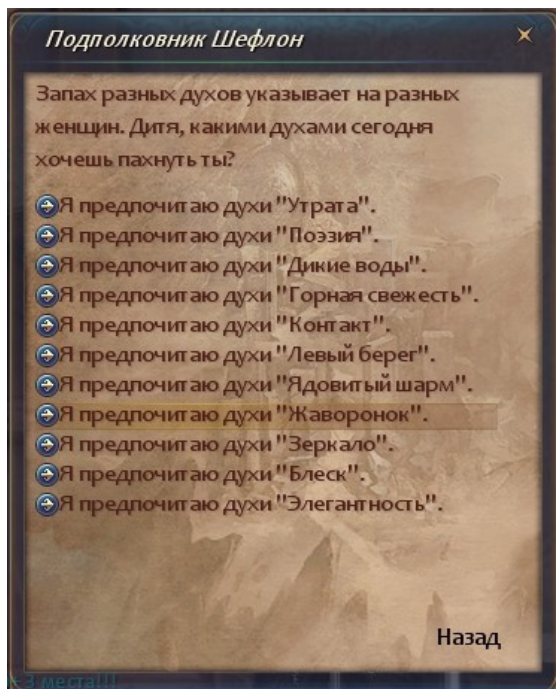 Подполковник Шефлон
Запах разных духов указывает на разных
женщин. Дитя, какими духами сегодня
хочешь пахнуть ты?
Я предпочитаю духи "Утрата".
Я предпочитаю духи "Поэзия".
Я предпочитаю духи "Дикие воды".
Я предпочитаю духи "Горная свежесть".
Я предпочитаю духи "Контакт".
Я предпочитаю духи "Левый берег".
Я предпочитаю духи "Ядовитый шарм".
Я предпочитаю духи "Жаворонок".
Я предпочитаю духи "Зеркало".
Я предпочитаю духи "Блеск".
Я предпочитаю духи "Элегантность".
Назад
3 места!!!